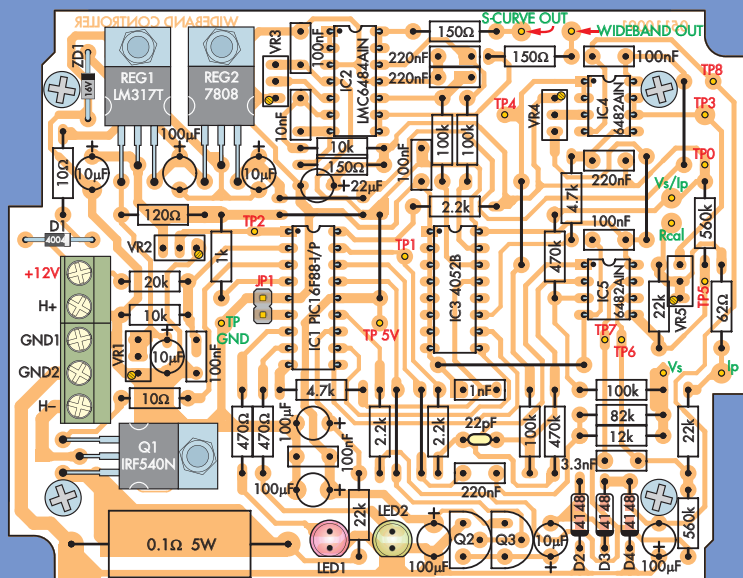 WIDEBAND CONTROLLER
S-CURVE OUT
WIDEBAND OUT
ZD1
16V
REG1
LM317T
REG2
7808
VR3
100nF
IC2
LMC6484AIN
150Ω
150Ω
220nF
220nF
100nF
TP8
TP4
VR4
IC4
6482AIN
TP3
10nF
100µF
10Ω
10µF
10µF
10k
150Ω
22µF
100nF
100k
100k
220nF
TP0
Vs/Ip
4.7k
560k
D1
4004
120Ω
TP2
2.2k
Rcal
100nF
VR2
1k
TP1
470k
+12V
H+
GND1
GND2
H–
20k
10k
JP1
IC1 PIC16F88-I/P
IC3 4052B
IC5
6482AIN
22k
VR5
TP5
62Ω
TP
GND
TP 5V
TP7
TP6
VR1
10µF
100nF
Vs
Ip
10Ω
4.7k
1nF
100k
82k
12k
22k
Q1
IRF540N
470Ω
470Ω
100µF
100nF
2.2k
2.2k
22pF
100k
470k
3.3nF
100µF
220nF
22k
LED2
LED1
0.1Ω 5W
100µF
Q2
Q3
10µF
4148
4148
4148
D2
D3
D4
100µF
560k